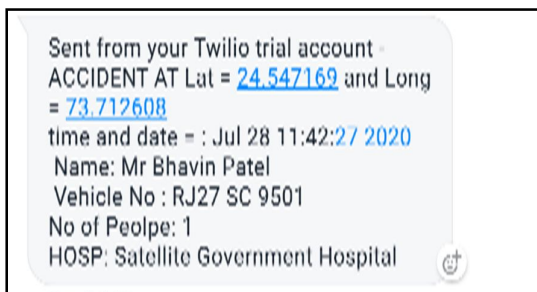 Sent from your Twilio trial account -
ACCIDENT AT Lat = 24.547169 and Long
= 73.712608
time and date = : Jul 28 11:42:27 2020
Name: Mr Bhavin Patel
Vehicle No : RJ27 SC 9501
No of Peolpe: 1
HOSP: Satellite Government Hospital